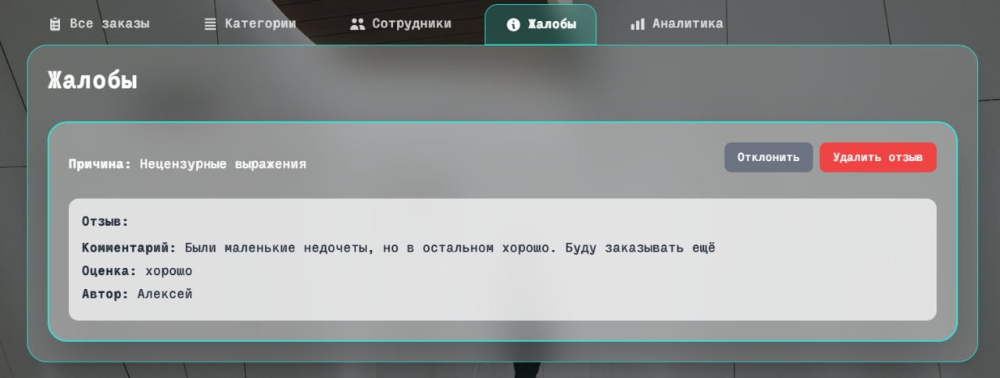 Все заказы Категории Сотрудники Жалобы Аналитика
Жалобы
Причина: Нецензурные выражения
Отклонить Удалить отзыв
Отзыв:
Комментарий: Были маленькие недочеты, но в остальном хорошо. Буду заказывать ещё
Оценка: хорошо
Автор: Алексей